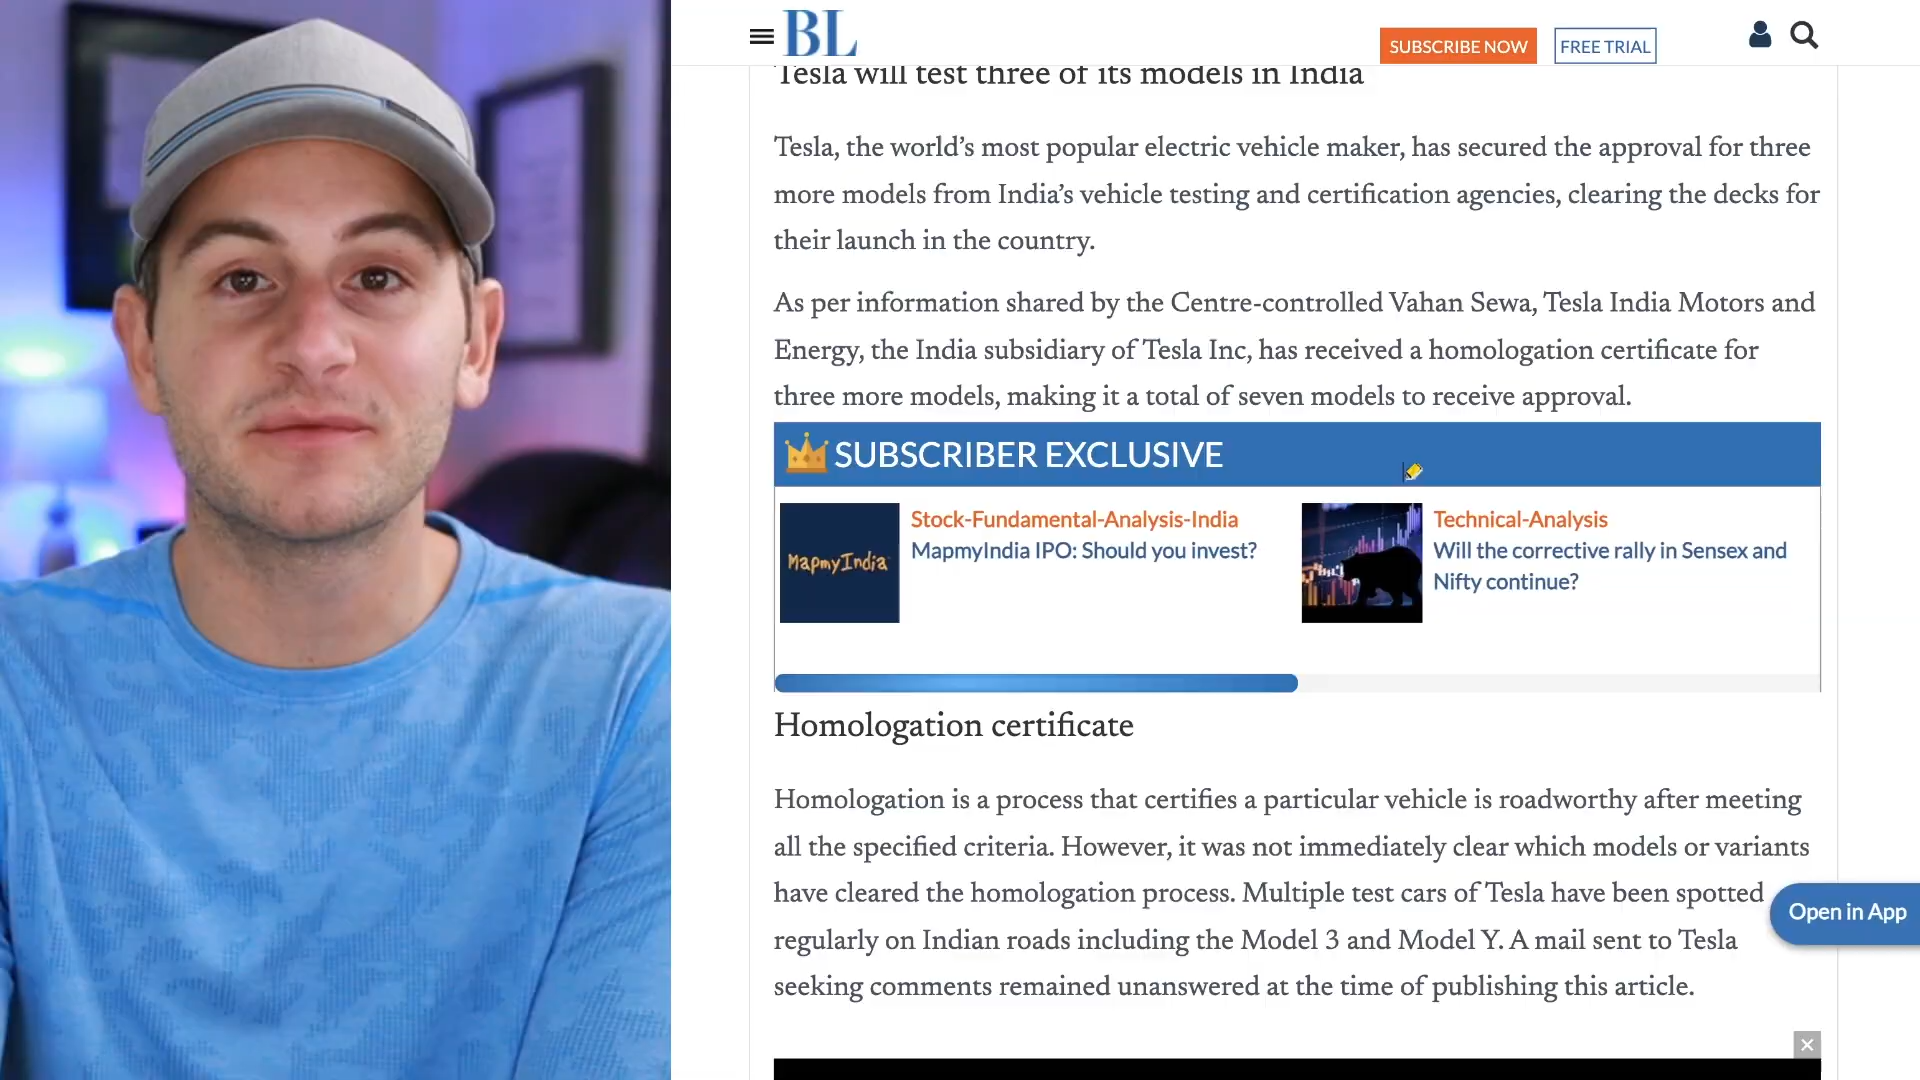 BL
SUBSCRIBE NOW
FREE TRIAL
Tesla will test three of its models in India
Tesla, the world’s most popular electric vehicle maker, has secured the approval for three
more models from India’s vehicle testing and certification agencies, clearing the decks for
their launch in the country.
As per information shared by the Centre-controlled Vahan Sewa, Tesla India Motors and
Energy, the India subsidiary of Tesla Inc, has received a homologation certificate for
three more models, making it a total of seven models to receive approval.
SUBSCRIBER EXCLUSIVE
MapmyIndia
Stock-Fundamental-Analysis-India
MapmyIndia IPO: Should you invest?
Technical-Analysis
Will the corrective rally in Sensex and
Nifty continue?
Homologation certificate
Homologation is a process that certifies a particular vehicle is roadworthy after meeting
all the specified criteria. However, it was not immediately clear which models or variants
have cleared the homologation process. Multiple test cars of Tesla have been spotted
regularly on Indian roads including the Model 3 and Model Y. A mail sent to Tesla
seeking comments remained unanswered at the time of publishing this article.
Open in App